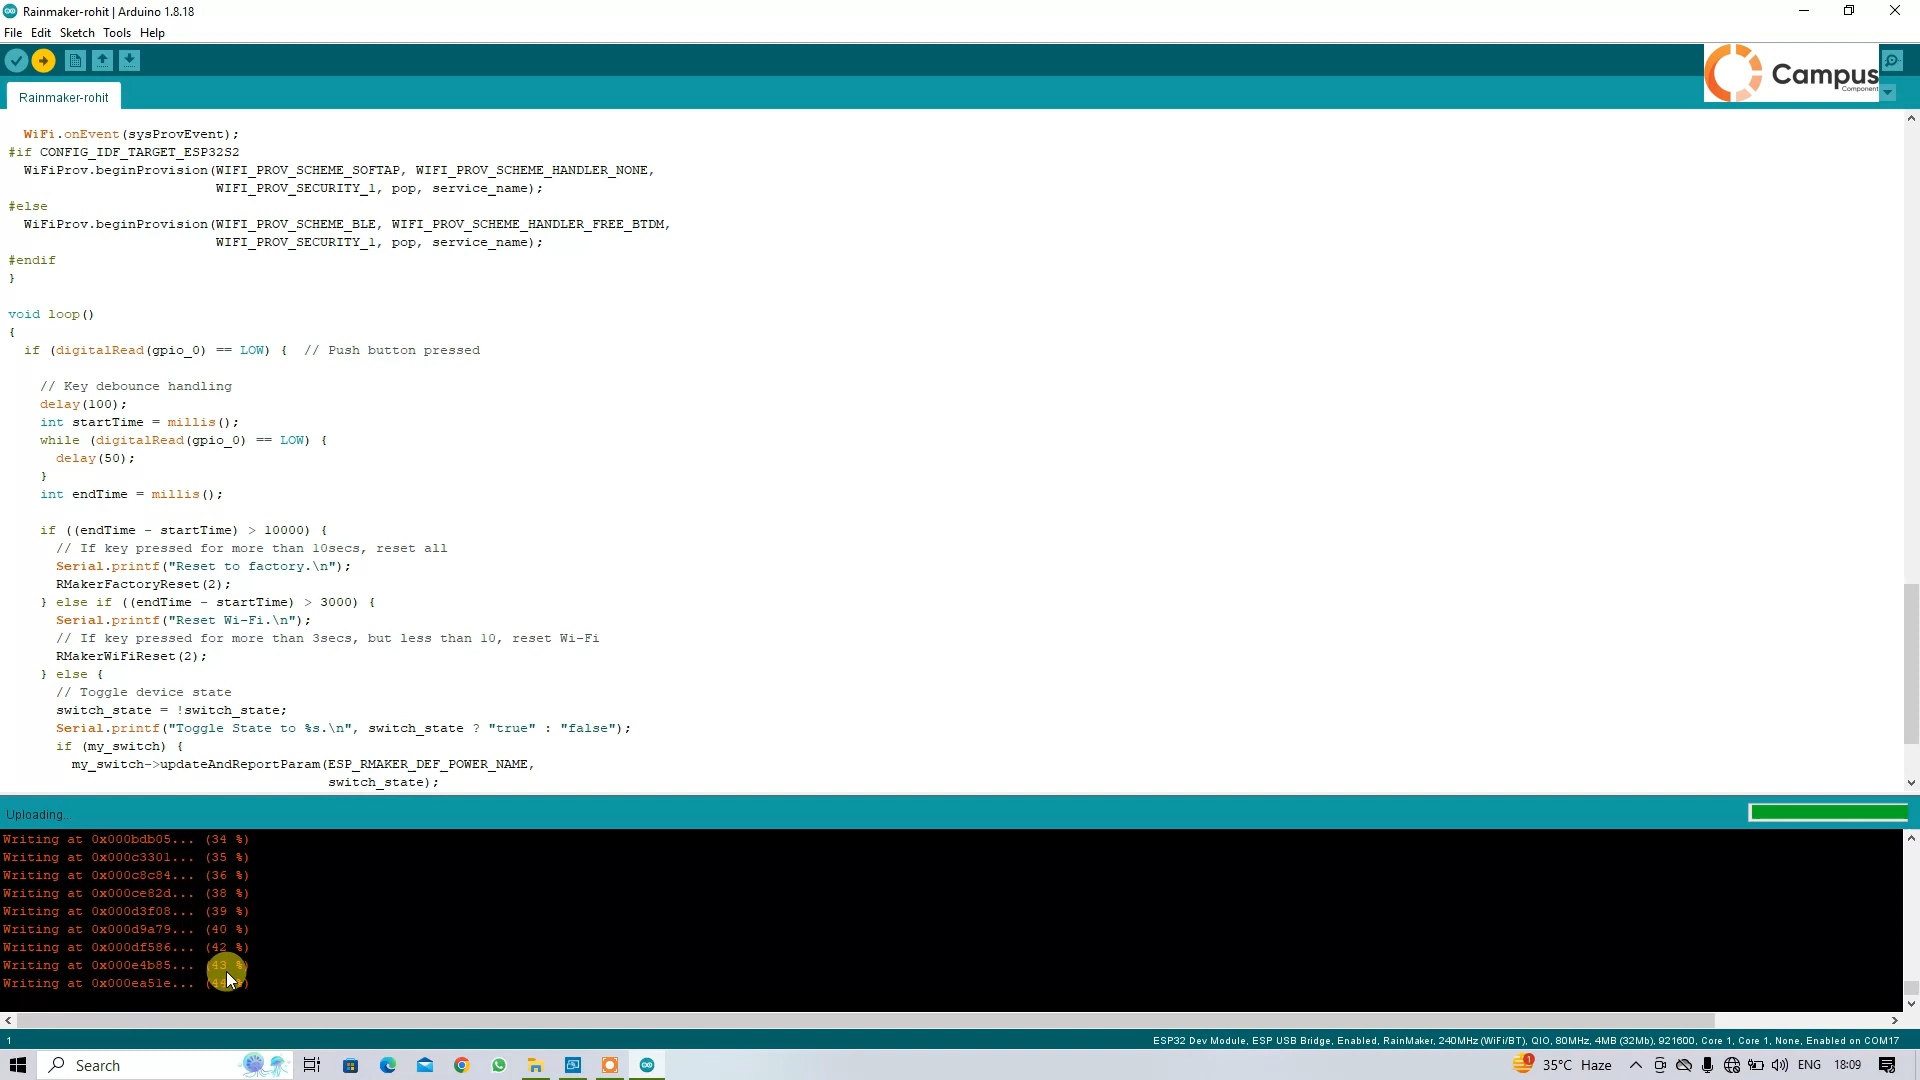 Rainmaker-rohit | Arduino 1.8.18
File Edit Sketch Tools Help
Campus
Component
Rainmaker-rohit
WiFi.onEvent(sysProvEvent);
#if CONFIG_IDF_TARGET_ESP32S2
WiFiProv.beginProvision(WIFI_PROV_SCHEME_SOFTAP, WIFI_PROV_SCHEME_HANDLER_NONE,
WIFI_PROV_SECURITY_1, pop, service_name);
#else
WiFiProv.beginProvision(WIFI_PROV_SCHEME_BLE, WIFI_PROV_SCHEME_HANDLER_FREE_BTDM,
WIFI_PROV_SECURITY_1, pop, service_name);
#endif
}
void loop()
{
if (digitalRead(gpio_0) == LOW) { // Push button pressed
// Key debounce handling
delay(100);
int startTime = millis();
while (digitalRead(gpio_0) == LOW) {
delay(50);
}
int endTime = millis();
if ((endTime - startTime) > 10000) {
// If key pressed for more than 10secs, reset all
Serial.printf("Reset to factory.\n");
RMakerFactoryReset(2);
} else if ((endTime - startTime) > 3000) {
Serial.printf("Reset Wi-Fi.\n");
// If key pressed for more than 3secs, but less than 10, reset Wi-Fi
RMakerWiFiReset(2);
} else {
// Toggle device state
switch_state = !switch_state;
Serial.printf("Toggle State to %s.\n", switch_state ? "true" : "false");
if (my_switch) {
my_switch->updateAndReportParam(ESP_RMAKER_DEF_POWER_NAME,
switch_state);
Uploading...
Writing at 0x000bdb05... (34 %)
Writing at 0x000c3301... (35 %)
Writing at 0x000c8c84... (36 %)
Writing at 0x000ce82d... (38 %)
Writing at 0x000d3f08... (39 %)
Writing at 0x000d9a79... (40 %)
Writing at 0x000df586... (42 %)
Writing at 0x000e4b85... (43 %)
Writing at 0x000ea51e... (44 %)
1 ESP32 Dev Module, ESP USB Bridge, Enabled, RainMaker, 240MHz (WiFi/BT), QIO, 80MHz, 4MB (32Mb), 921600, Core 1, Core 1, None, Enabled on COM17
Search 1 35°C Haze ENG 18:09